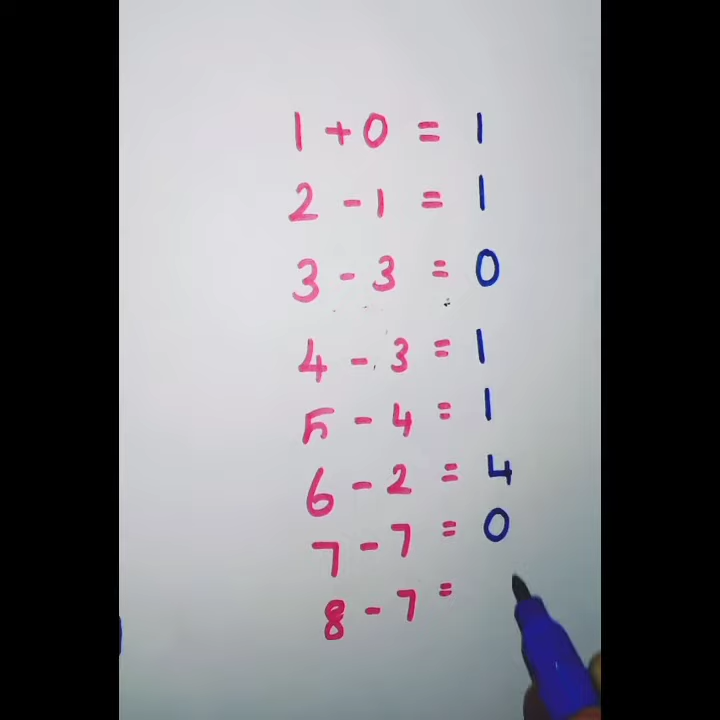 1 + 0 = 1
2 - 1 = 1
3 - 3 = 0
4 - 3 = 1
5 - 4 = 1
6 - 2 = 4
7 - 7 = 0
8 - 7 =